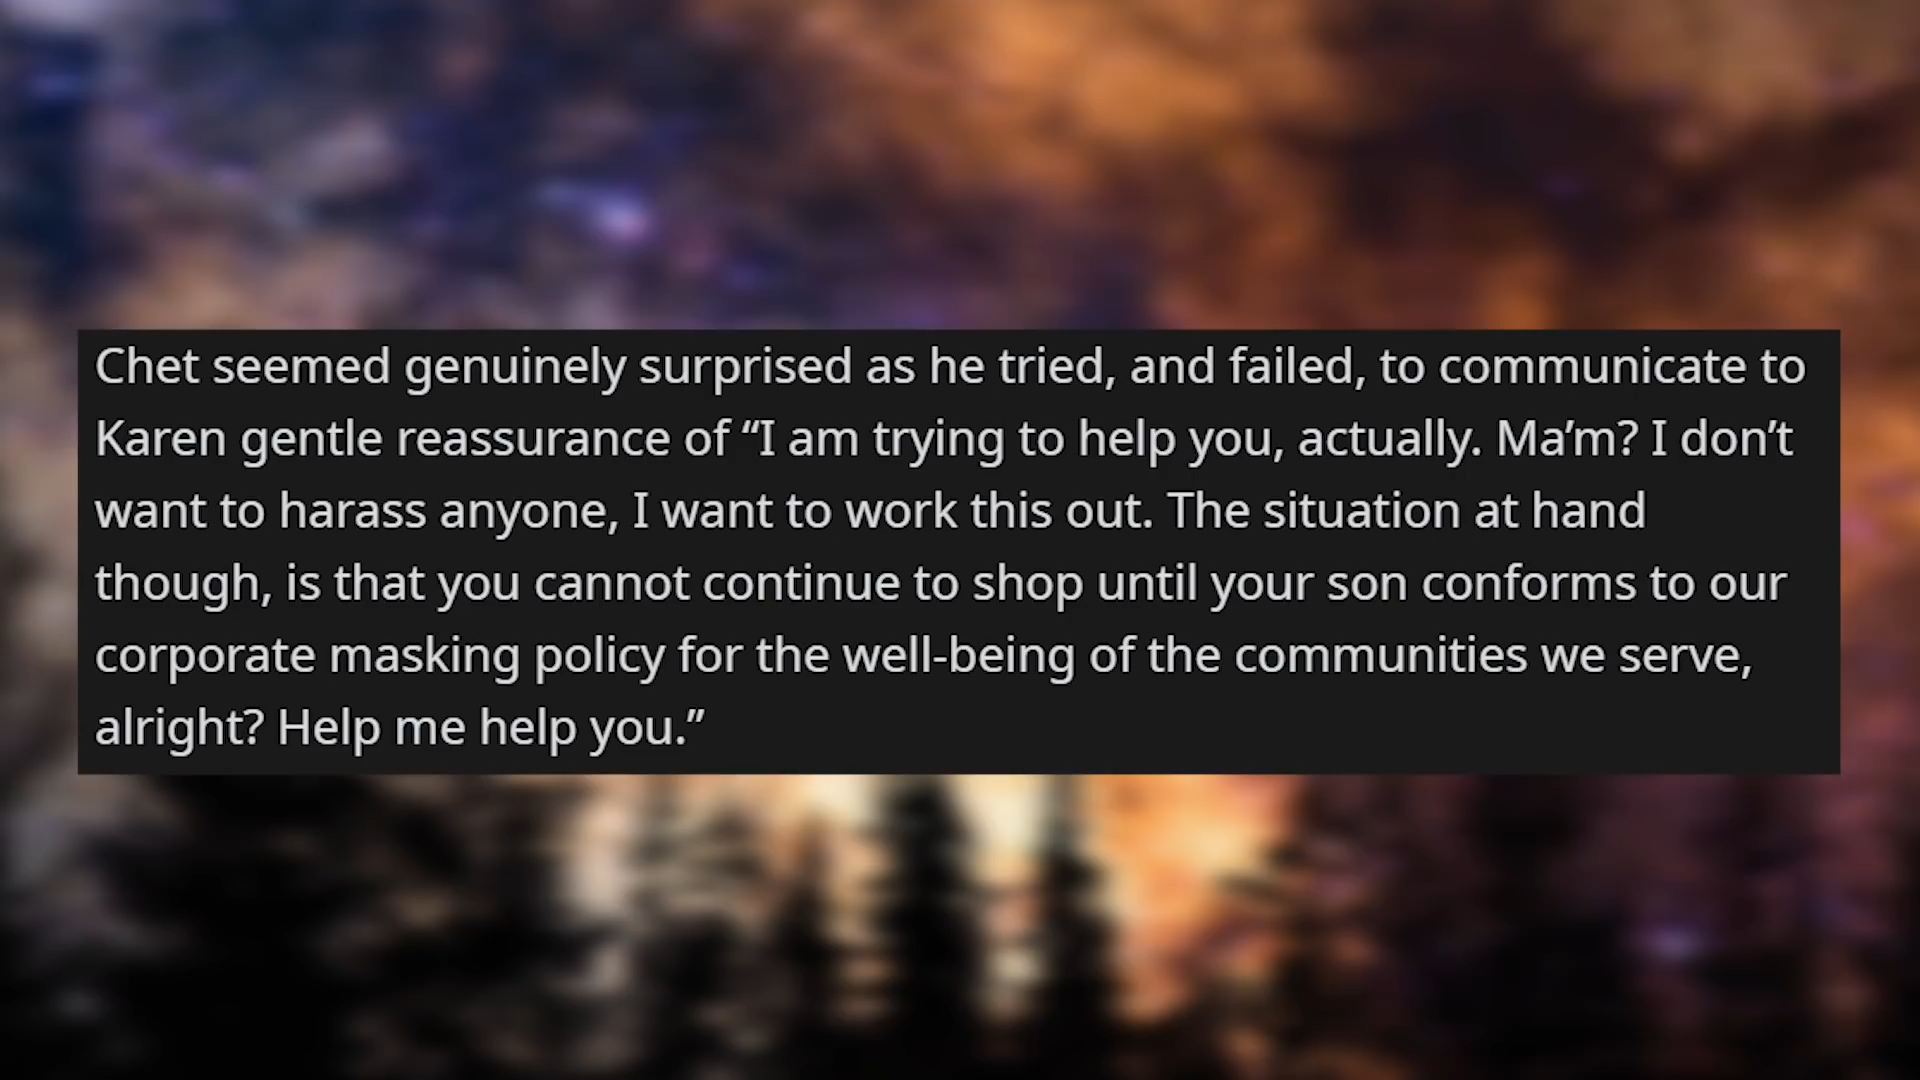 Chet seemed genuinely surprised as he tried, and failed, to communicate to
Karen gentle reassurance of “I am trying to help you, actually. Ma’m? I don’t
want to harass anyone, I want to work this out. The situation at hand
though, is that you cannot continue to shop until your son conforms to our
corporate masking policy for the well-being of the communities we serve,
alright? Help me help you.”